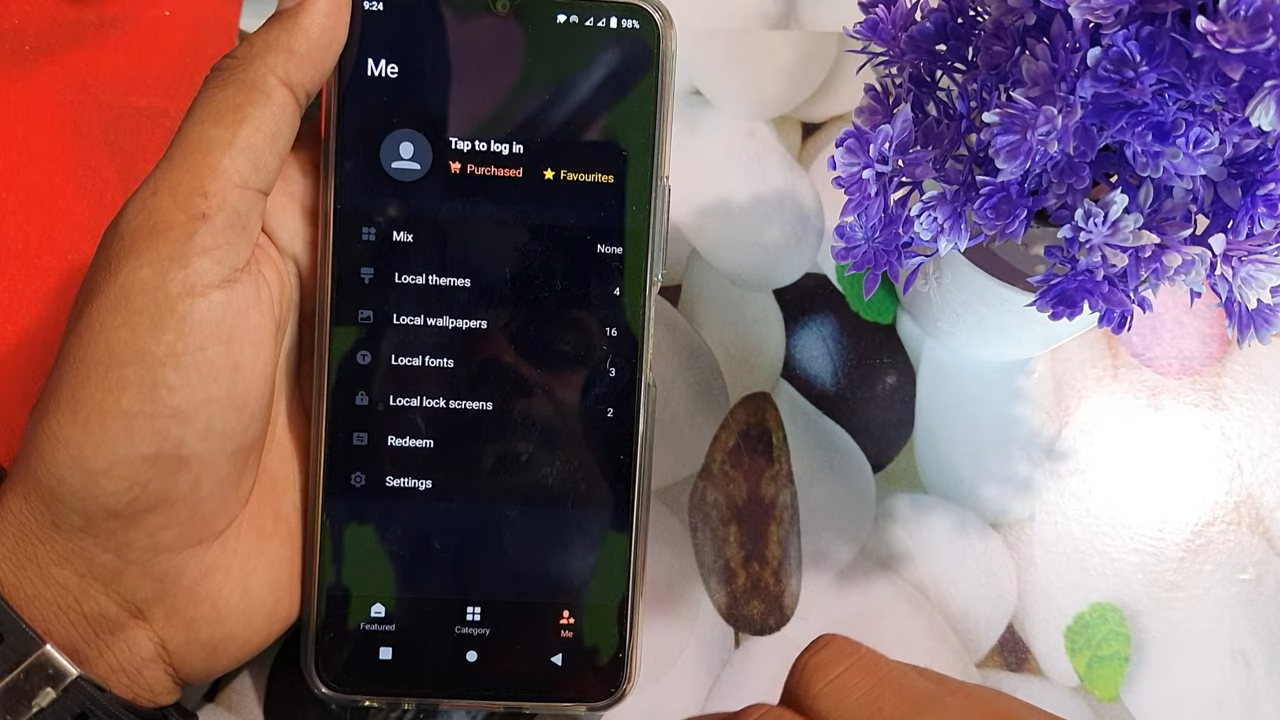 9:24
98%
Me
Tap to log in
Purchased
Favourites
Mix
None
Local themes
4
Local wallpapers
16
Local fonts
3
Local lock screens
2
Redeem
Settings
Featured
Category
Me